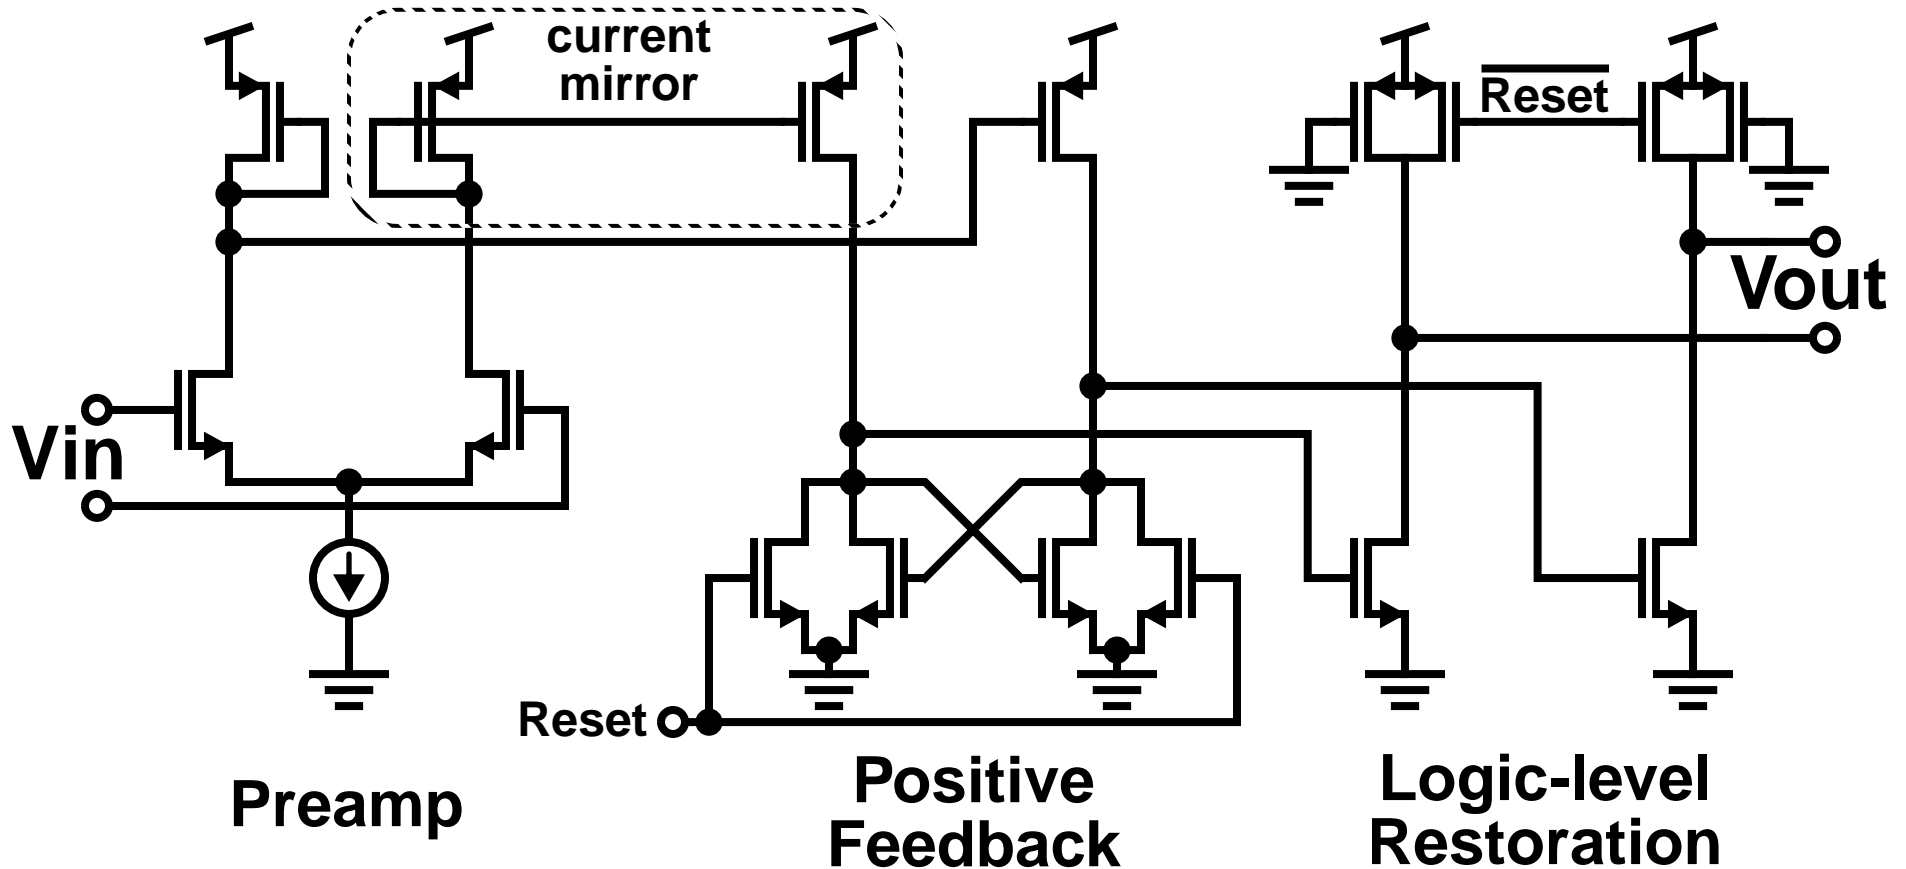 current
mirror
Reset
Vout
Vin
Reset
Preamp
Positive
Feedback
Logic-level
Restoration